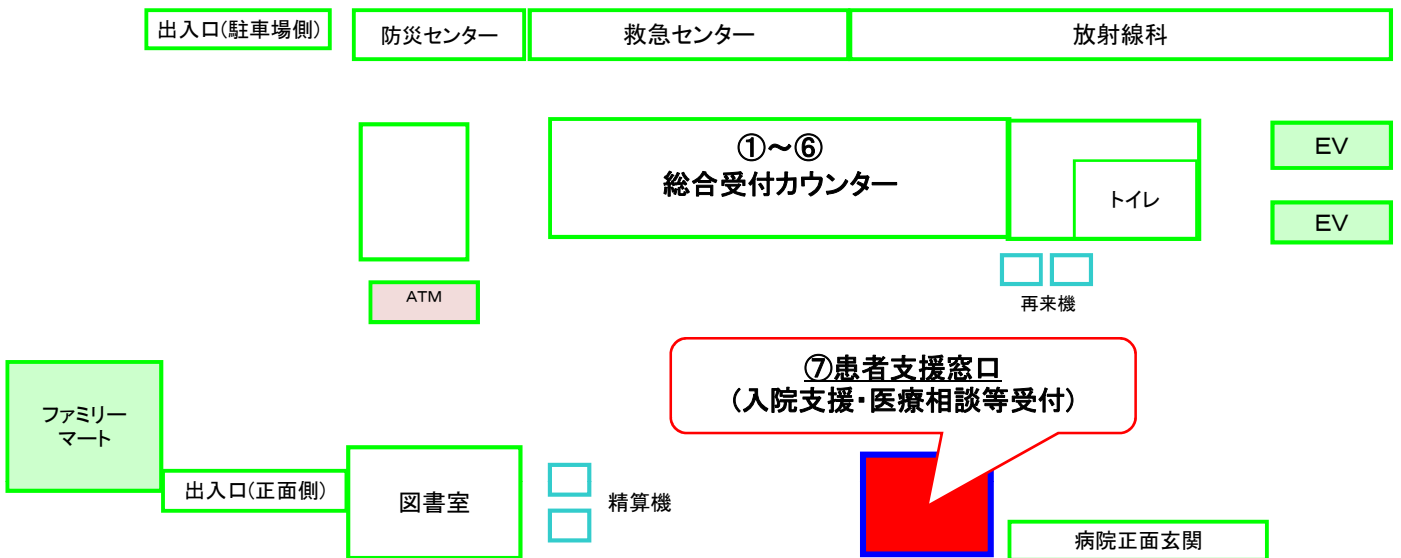 出入口(駐車場側)
防災センター
救急センター
放射線科
①～⑥
総合受付カウンター
トイレ
EV
EV
ATM
再来機
⑦患者支援窓口
(入院支援・医療相談等受付)
ファミリー
マート
出入口(正面側)
図書室
精算機
病院正面玄関